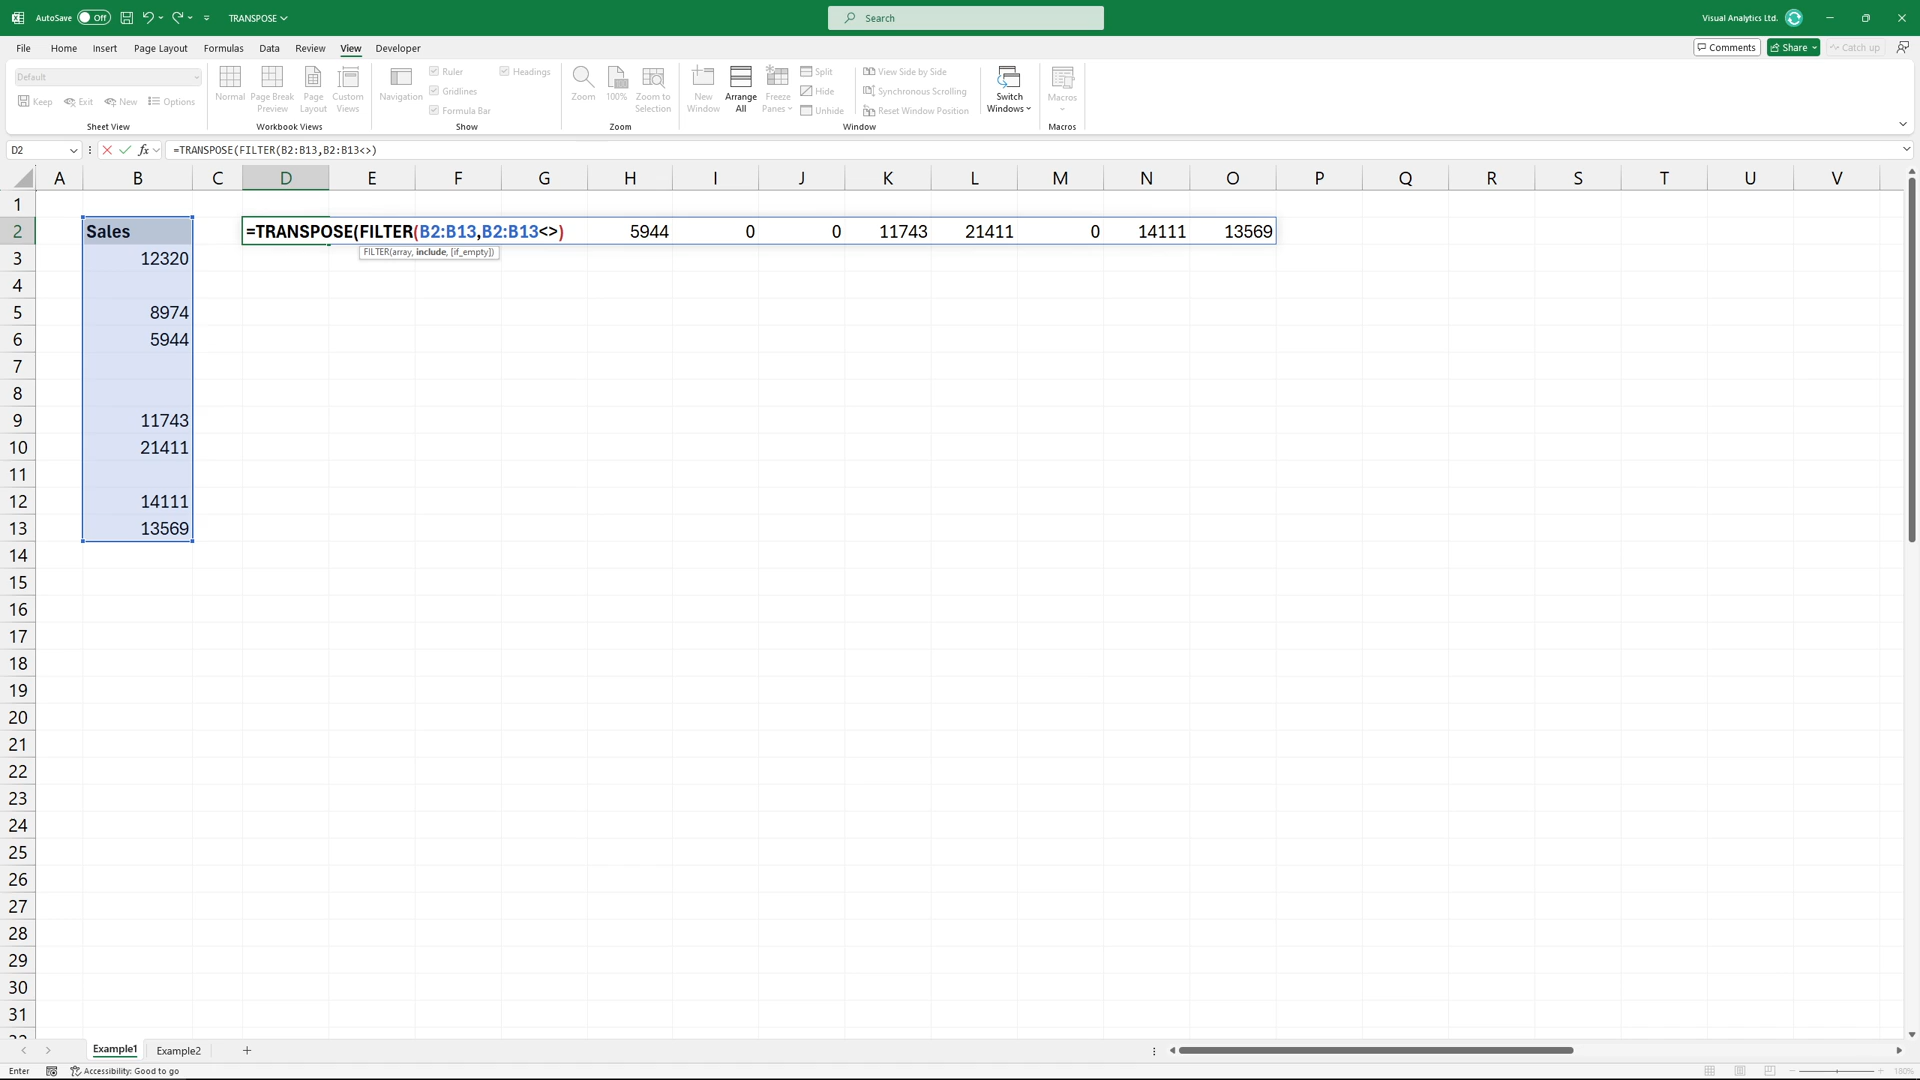 AutoSave Off TRANSPOSE Search Visual Analytics Ltd.
File Home Insert Page Layout Formulas Data Review View Developer Comments Share Catch up
Default
Keep Exit New Options
Sheet View
Normal Page Break Preview Page Layout Custom Views
Workbook Views
Navigation Ruler Gridlines Formula Bar Headings
Show
Zoom 100% Zoom to Selection
Zoom
New Window Arrange All Freeze Panes Split Hide Unhide View Side by Side Synchronous Scrolling Reset Window Position Switch Windows
Window
Macros
Macros
D2 fx =TRANSPOSE(FILTER(B2:B13,B2:B13<>)
A B C D E F G H I J K L M N O P Q R S T U V
1
2 Sales =TRANSPOSE(FILTER(B2:B13,B2:B13<>) 5944 0 0 11743 21411 0 14111 13569
FILTER(array, include, [if_empty])
3 12320
4
5 8974
6 5944
7
8
9 11743
10 21411
11
12 14111
13 13569
14
15
16
17
18
19
20
21
22
23
24
25
26
27
28
29
30
31
Example1 Example2
Enter Accessibility: Good to go 180%